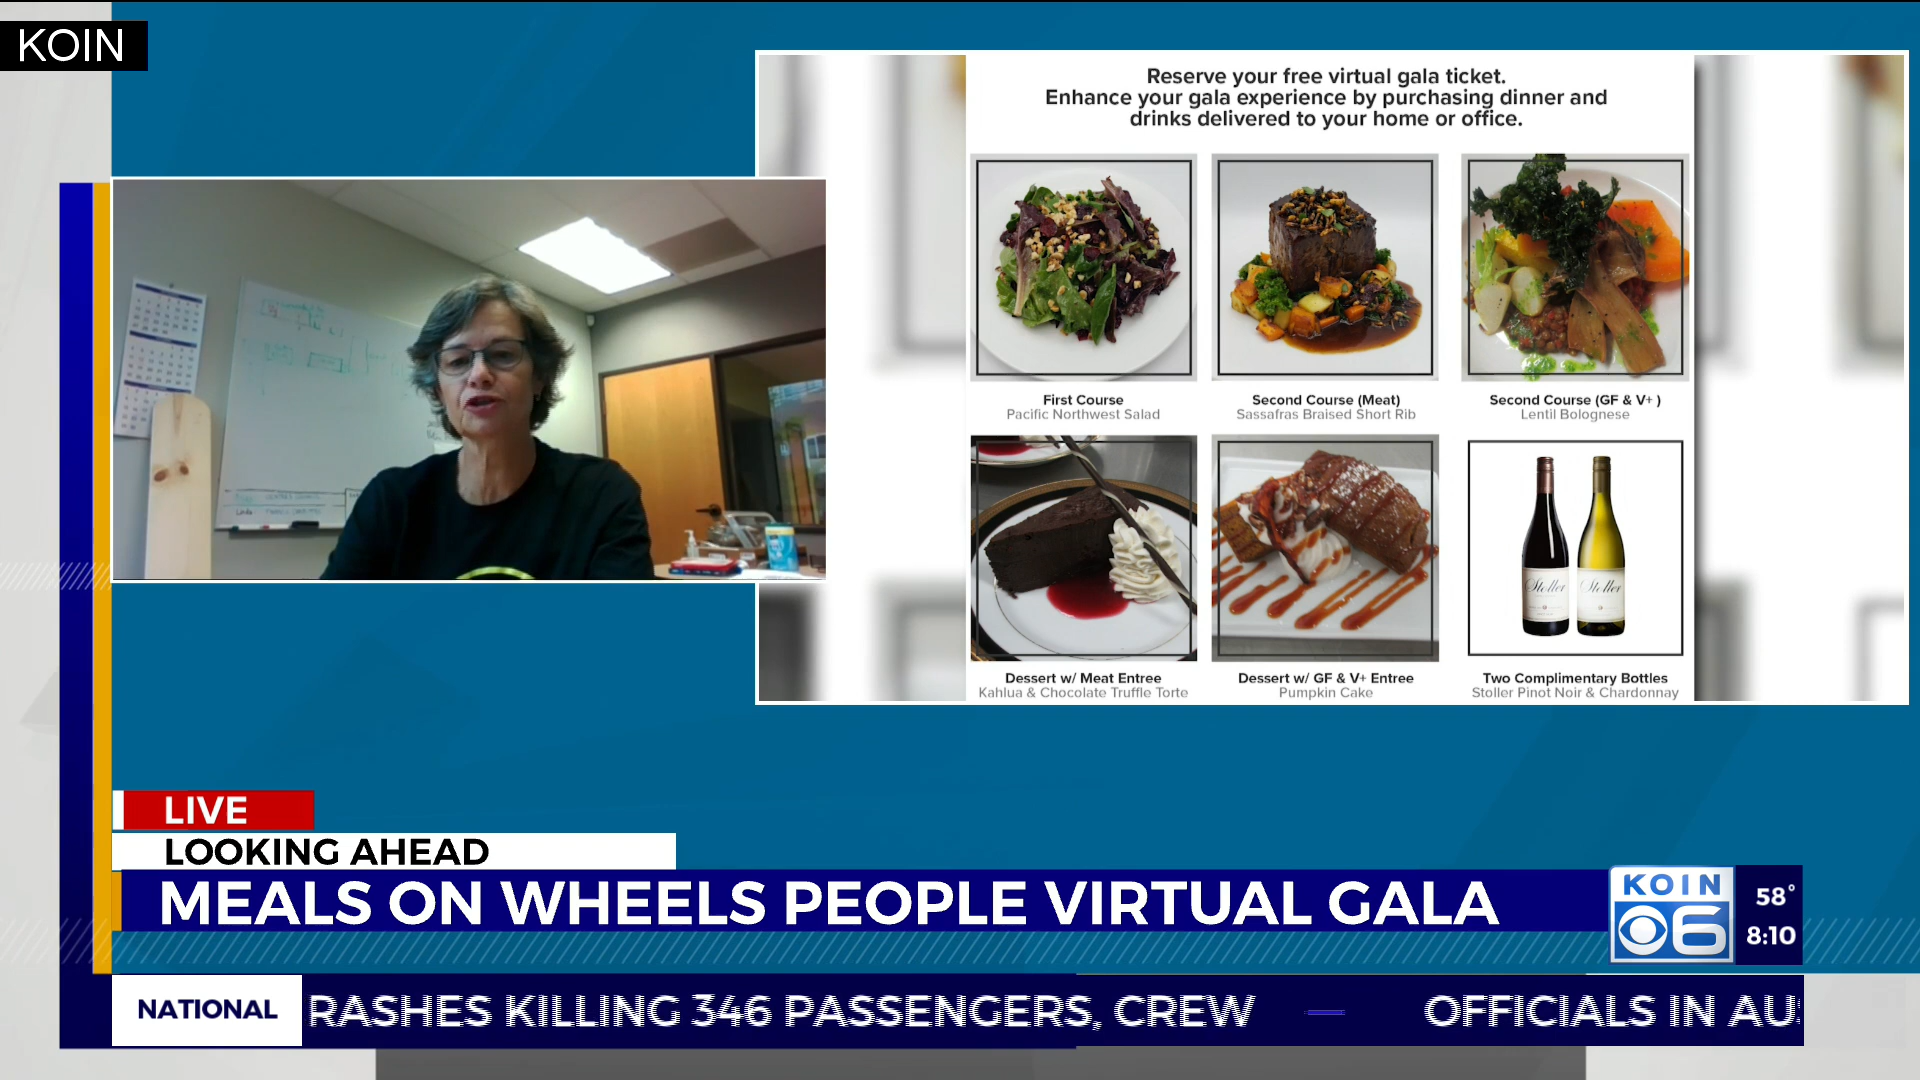 KOIN
Reserve your free virtual gala ticket.
Enhance your gala experience by purchasing dinner and
drinks delivered to your home or office.
First Course
Pacific Northwest Salad
Second Course (Meat)
Sassafras Braised Short Rib
Second Course (GF & V+ )
Lentil Bolognese
Stoller
Stoller
Dessert w/ Meat Entree
Kahlua & Chocolate Truffle Torte
Dessert w/ GF & V+ Entree
Pumpkin Cake
Two Complimentary Bottles
Stoller Pinot Noir & Chardonnay
LIVE
LOOKING AHEAD
MEALS ON WHEELS PEOPLE VIRTUAL GALA
KOIN
6
58°
8:10
NATIONAL
RASHES KILLING 346 PASSENGERS, CREW — OFFICIALS IN AU